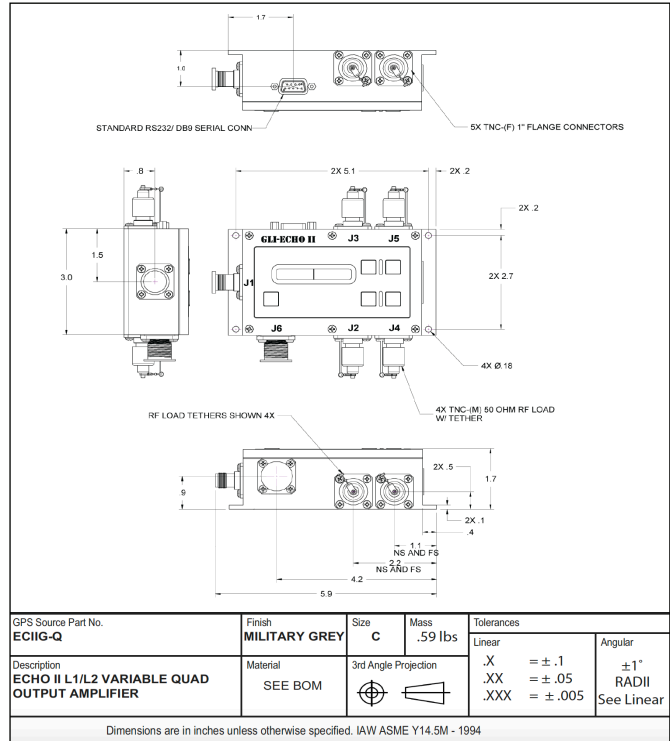 1.7
1.0
STANDARD RS232/ DB9 SERIAL CONN
5X TNC-(F) 1" FLANGE CONNECTORS
.8
2X 5.1
2X .2
2X .2
GLI-ECHO II
J3
J5
1.5
3.0
J1
2X 2.7
J6
J2
J4
4X Ø.18
4X TNC-(M) 50 OHM RF LOAD
W/ TETHER
RF LOAD TETHERS SHOWN 4X
2X .5
1.7
.9
2X .1
.4
1.1
NS AND FS
2.2
NS AND FS
4.2
5.9
GPS Source Part No.
ECIIG-Q
Finish
MILITARY GREY
Size
C
Mass
.59 lbs
Tolerances
Linear
.X = ± .1
.XX = ± .05
.XXX = ± .005
Angular
±1°
RADII
See Linear
Description
ECHO II L1/L2 VARIABLE QUAD
OUTPUT AMPLIFIER
Material
SEE BOM
3rd Angle Projection
Dimensions are in inches unless otherwise specified. IAW ASME Y14.5M - 1994